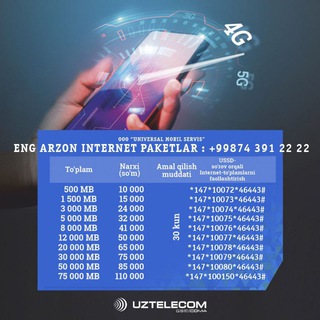 4G
5G
OOO "UNIVERSAL MOBIL SERVIS"
ENG ARZON INTERNET PAKETLAR : +99874 391 22 22
To'plam Narxi (so'm) Amal qilish muddati USSD-so'rov orqali Internet-to'plamlarni faollashtirish
500 MB 10 000 *147*10072*46443#
1 500 MB 15 000 *147*10073*46443#
3 000 MB 24 000 *147*10074*46443#
5 000 MB 32 000 *147*10075*46443#
8 000 MB 41 000 *147*10076*46443#
30 kun
12 000 MB 50 000 *147*10077*46443#
20 000 MB 65 000 *147*10078*46443#
30 000 MB 75 000 *147*10079*46443#
50 000 MB 85 000 *147*10080*46443#
75 000 MB 110 000 *147*100150*46443#
UZTELECOM